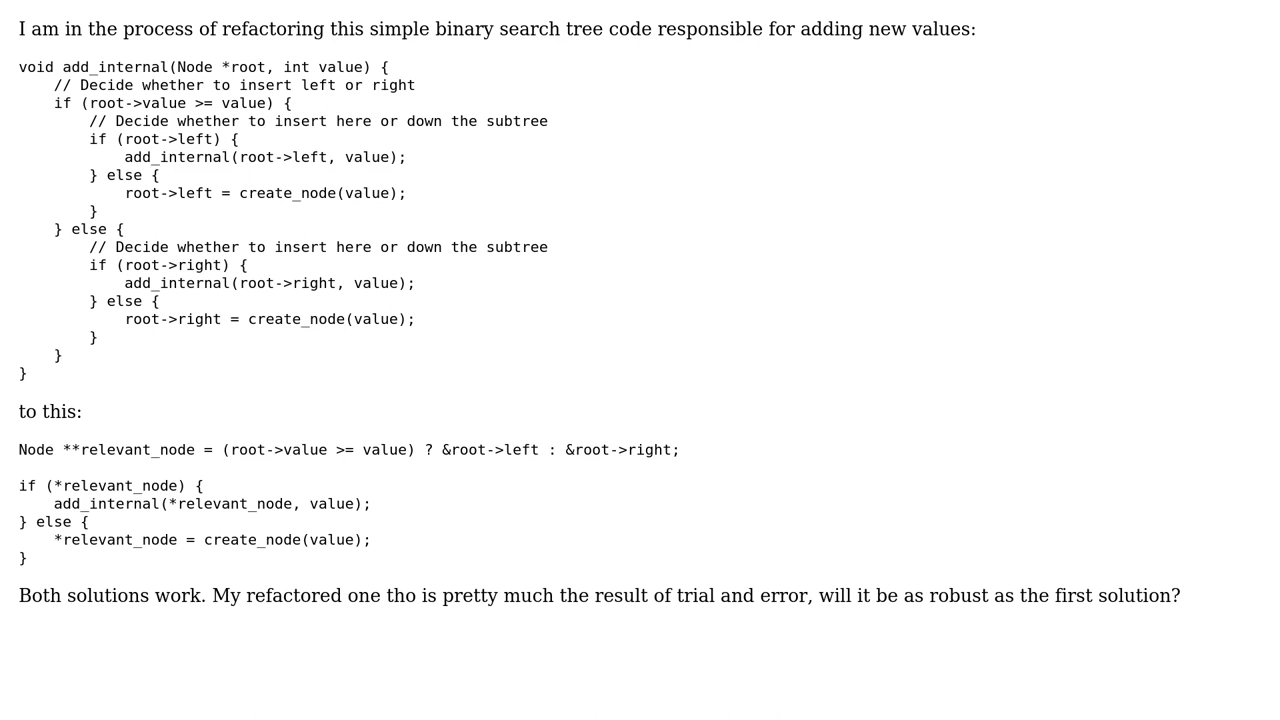 I am in the process of refactoring this simple binary search tree code responsible for adding new values:
void add_internal(Node *root, int value) {
    // Decide whether to insert left or right
    if (root->value >= value) {
        // Decide whether to insert here or down the subtree
        if (root->left) {
            add_internal(root->left, value);
        } else {
            root->left = create_node(value);
        }
    } else {
        // Decide whether to insert here or down the subtree
        if (root->right) {
            add_internal(root->right, value);
        } else {
            root->right = create_node(value);
        }
    }
}
to this:
Node **relevant_node = (root->value >= value) ? &root->left : &root->right;
if (*relevant_node) {
    add_internal(*relevant_node, value);
} else {
    *relevant_node = create_node(value);
}
Both solutions work. My refactored one tho is pretty much the result of trial and error, will it be as robust as the first solution?